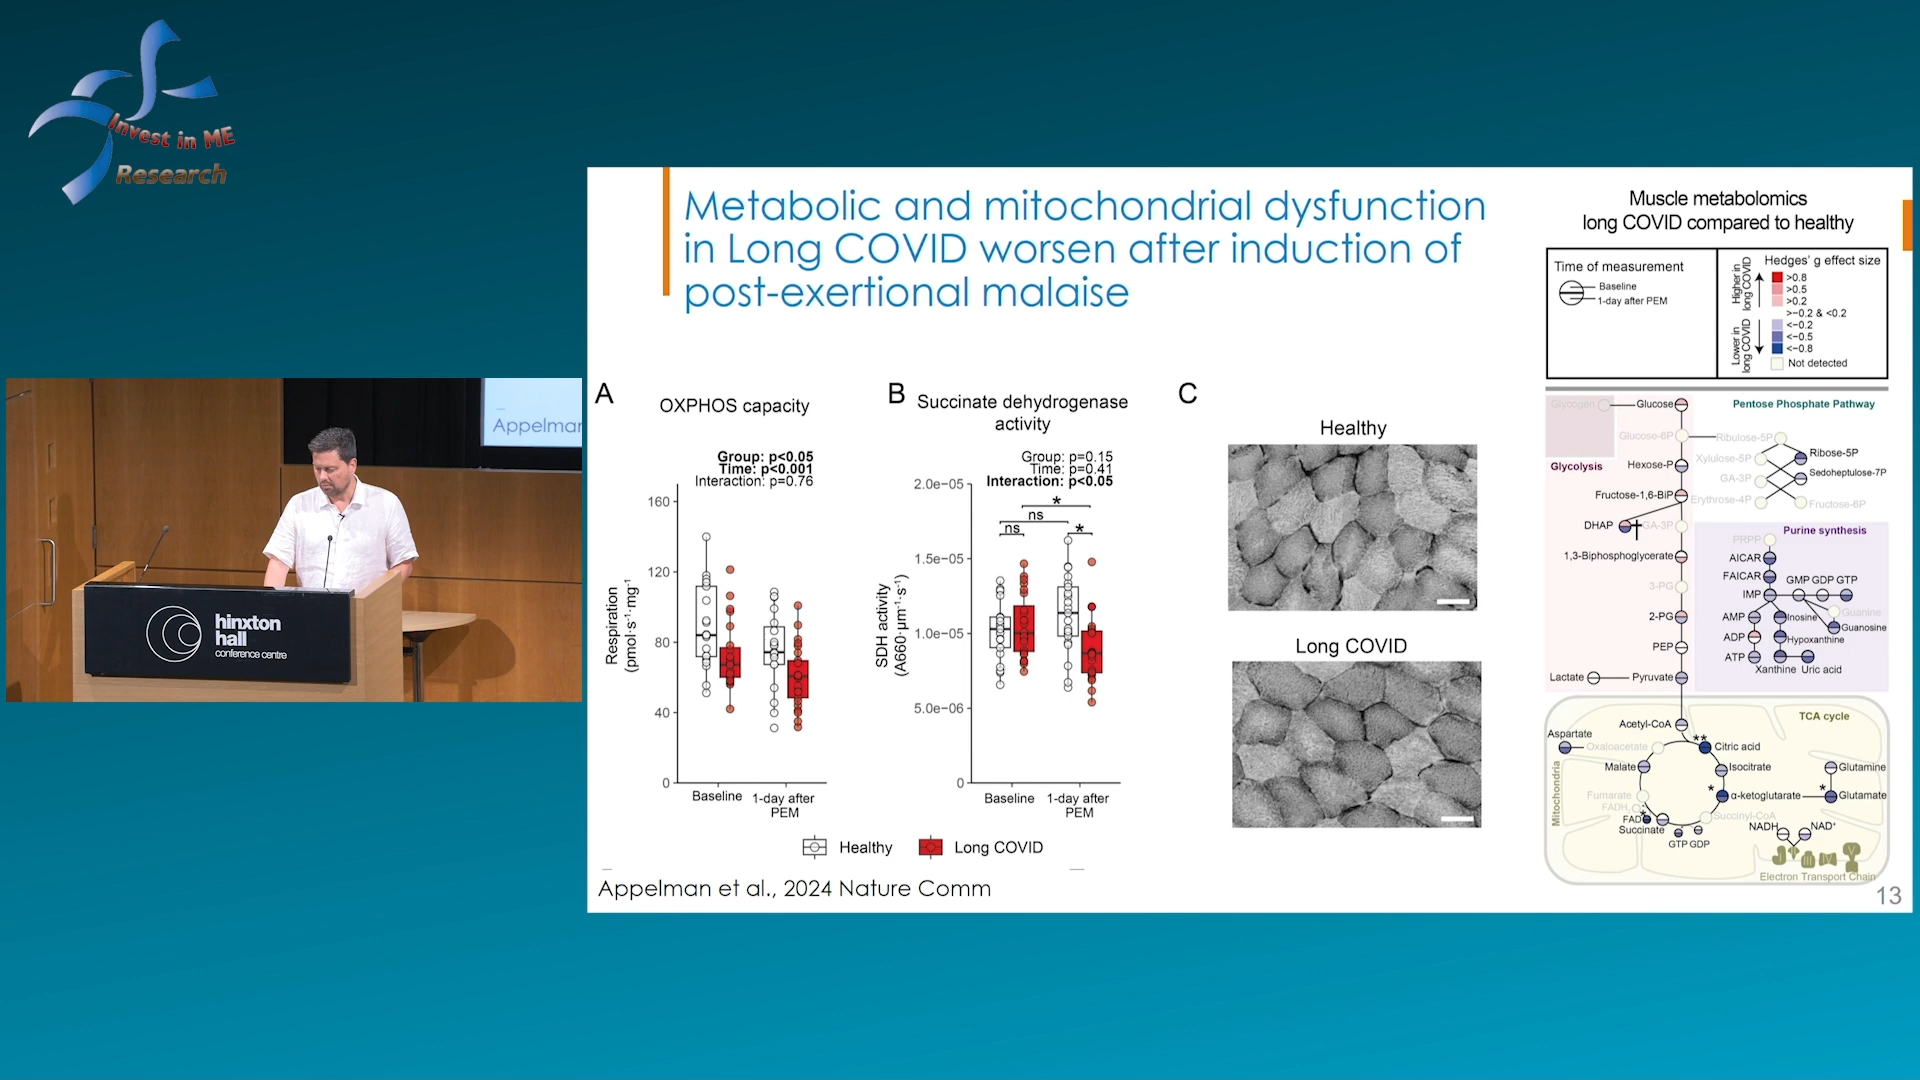 Invest in ME
Research
Metabolic and mitochondrial dysfunction
in Long COVID worsen after induction of
post-exertional malaise
Appelman
hinxton
hall
conference centre
A
OXPHOS capacity
Group: p<0.05
Time: p<0.001
Interaction: p=0.76
Respiration
(pmol·s⁻¹·mg⁻¹
160
120
80
40
0
Baseline
1-day after
PEM
B
Succinate dehydrogenase
activity
Group: p=0.15
Time: p=0.41
Interaction: p<0.05
*
ns
ns
*
SDH activity
(A660·µm⁻¹·s⁻¹)
2.0e−05
1.5e−05
1.0e−05
5.0e−06
0
Baseline
1-day after
PEM
Healthy
Long COVID
C
Healthy
Long COVID
Appelman et al., 2024 Nature Comm
Muscle metabolomics
long COVID compared to healthy
Time of measurement
Baseline
1-day after PEM
Hedges' g effect size
Higher in
long COVID
Lower in
long COVID
>0.8
>0.5
>0.2
>−0.2 & <0.2
<−0.2
<−0.5
<−0.8
Not detected
Glycogen
Glucose
Pentose Phosphate Pathway
Glucose-6P
Ribulose-5P
Glycolysis
Hexose-P
Xylulose-5P
Ribose-5P
GA-3P
Sedoheptulose-7P
Fructose-1,6-BiP
Erythrose-4P
Fructose-6P
DHAP
GA-3P
Purine synthesis
PRPP
1,3-Biphosphoglycerate
AICAR
3-PG
FAICAR
GMP GDP GTP
IMP
2-PG
AMP
Inosine
Guanine
Guanosine
ADP
Hypoxanthine
PEP
ATP
Xanthine
Uric acid
Lactate
Pyruvate
TCA cycle
Acetyl-CoA
Aspartate
Oxaloacetate
**
Citric acid
Malate
Isocitrate
Glutamine
Mitochondria
Fumarate
*
α-ketoglutarate
*
Glutamate
FADH
*
FAD
Succinyl-CoA
Succinate
GTP GDP
NADH
NAD⁺
Electron Transport Chain
13